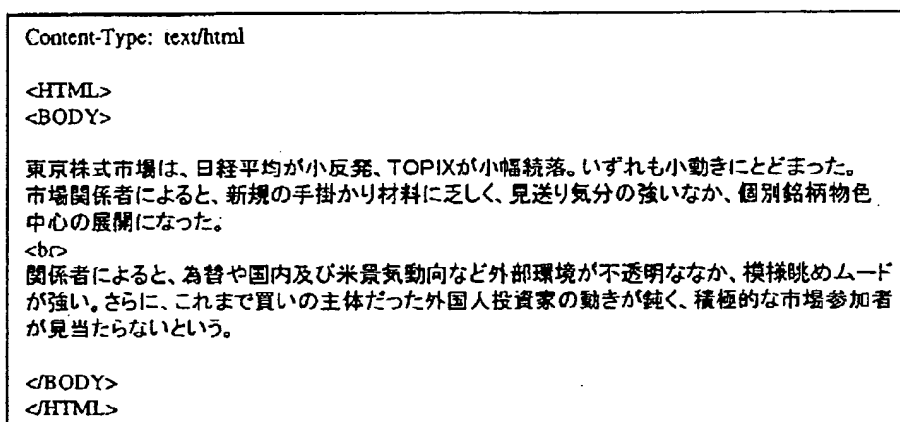 Content-Type: text/html
<HTML>
<BODY>
東京株式市場は、日経平均が小反発、TOPIXが小幅続落。いずれも小動きにとどまった。
市場関係者によると、新規の手掛かり材料に乏しく、見送り気分の強いなか、個別銘柄物色
中心の展開になった。
<br>
関係者によると、為替や国内及び米景気動向など外部環境が不透明ななか、模様眺めムード
が強い。さらに、これまで買いの主体だった外国人投資家の動きが鈍く、積極的な市場参加者
が見当たらないという。
</BODY>
</HTML>